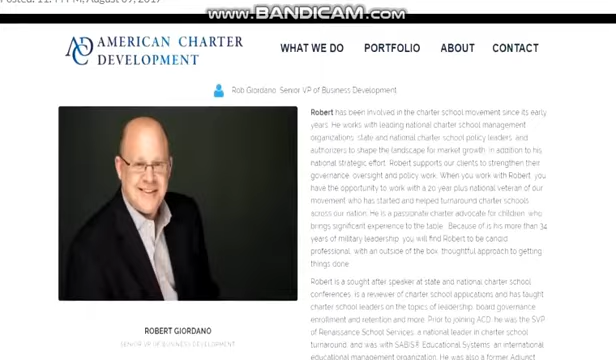 www.BANDICAM.com
AMERICAN CHARTER
DEVELOPMENT
WHAT WE DO PORTFOLIO ABOUT CONTACT
Rob Giordano, Senior VP of Business Development
Robert has been involved in the charter school movement since its early
years. He works with leading national charter school management
organizations, state and national charter school policy leaders, and
authorizers to shape the landscape for market growth. In addition to his
national strategic effort, Robert supports our clients to strengthen their
governance, oversight and policy work. When you work with Robert, you
have the opportunity to work with a 20 year plus national veteran of our
movement who has started and helped turnaround charter schools
across our nation. He is a passionate charter advocate for children, who
brings significant experience to the table. Because of is his more than 34
years of military leadership, you will find Robert to be candid
professional, with an outside of the box, thoughtful approach to getting
things done.
Robert is sought after speaker at state and national charter school
conferences, is a reviewer of charter school applications and has taught
charter school leaders on the topics of leadership, board governance,
enrollment and retention and more. Prior to joining ACD, he was the SVP
of Renaissance School Services, a national leader in charter school
turnaround, and was with SABIS® Educational Systems, an international
educational management organization. He was also a former Adjunct
ROBERT GIORDANO
SENIOR VP OF BUSINESS DEVELOPMENT